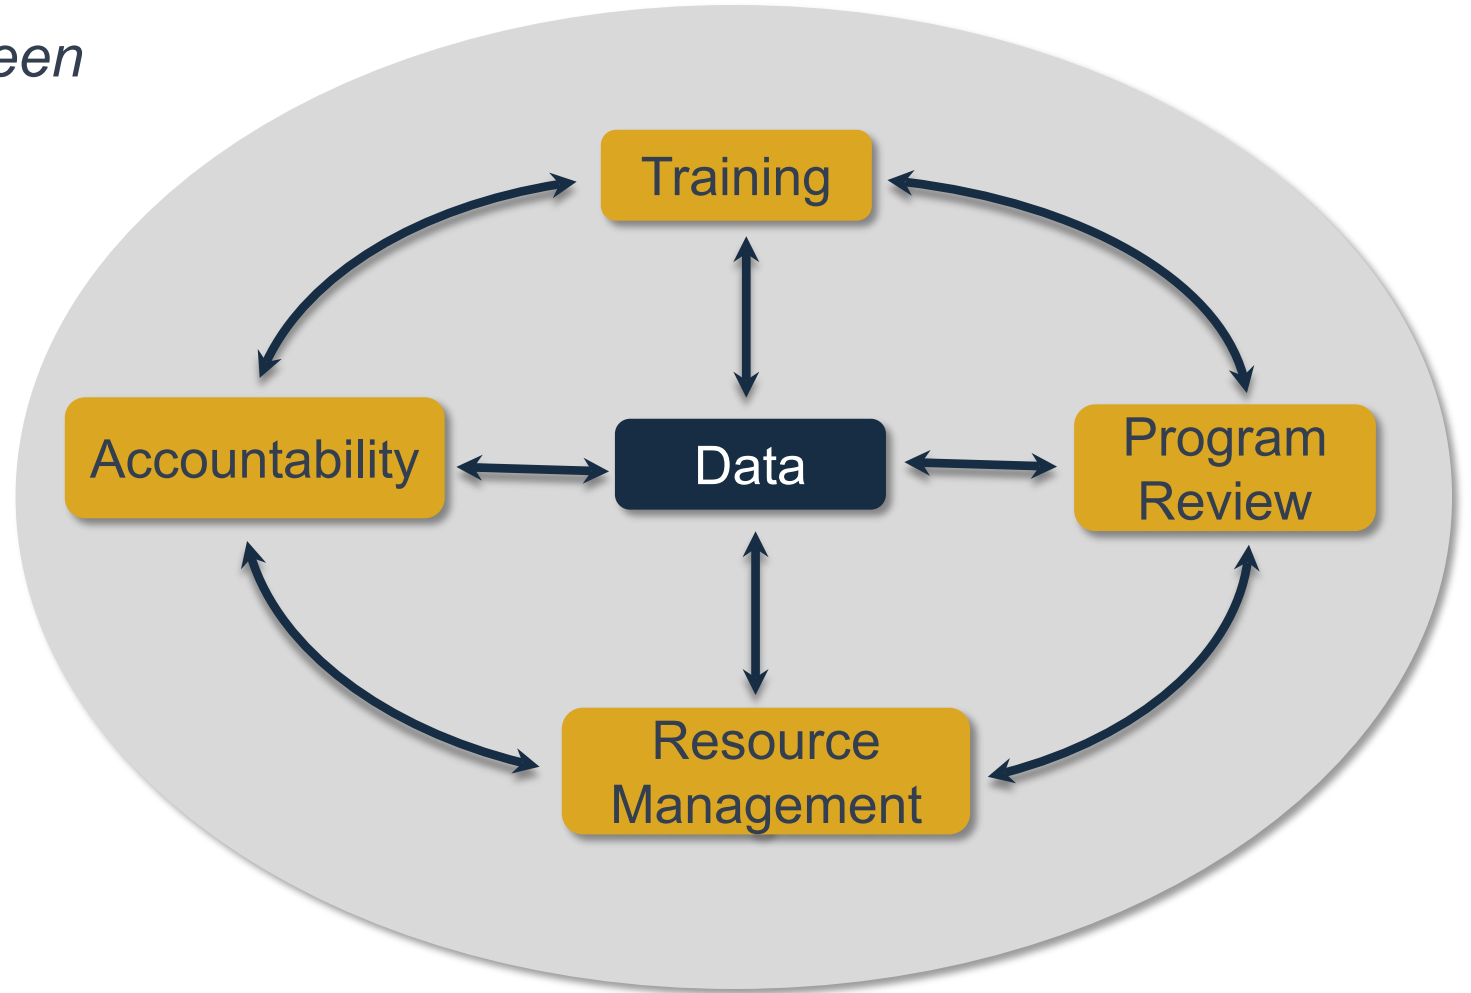 een
Training
Accountability
Data
Program
Review
Resource
Management